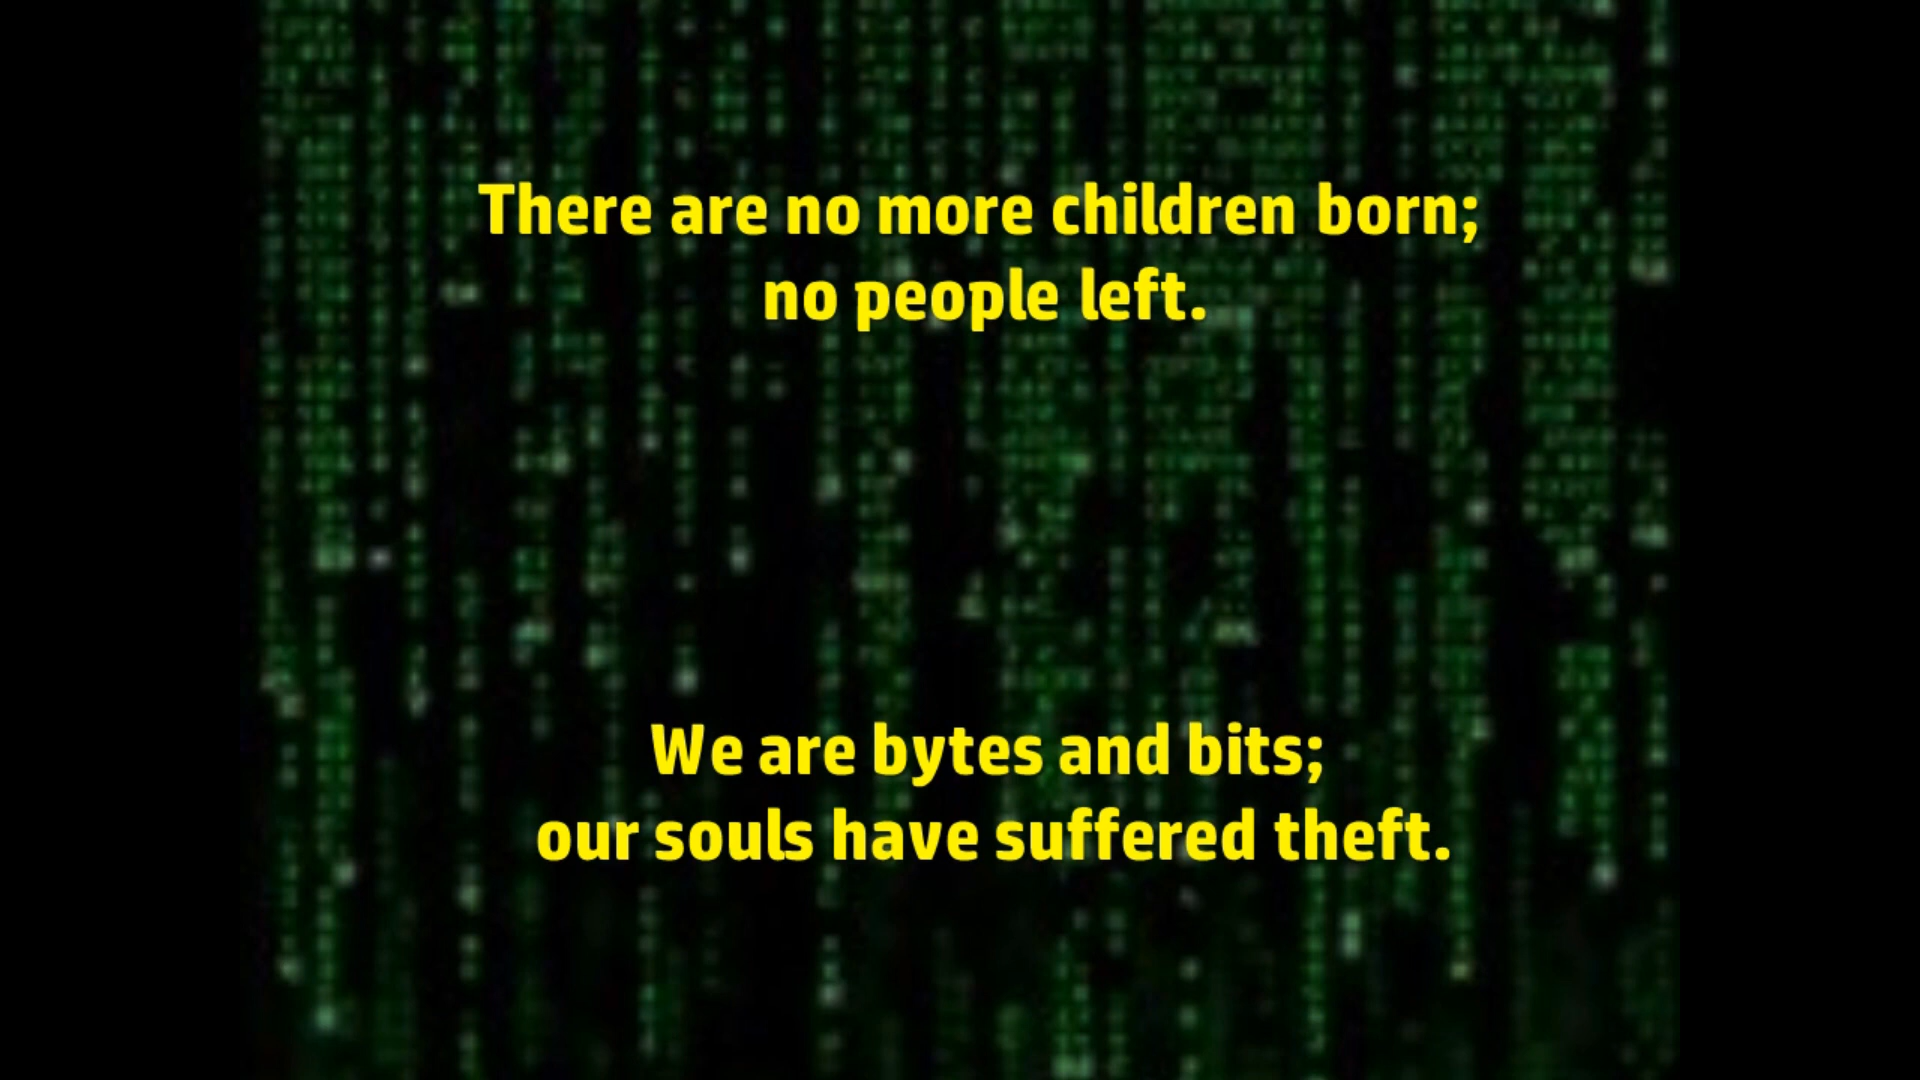 There are no more children born;
no people left.
We are bytes and bits;
our souls have suffered theft.